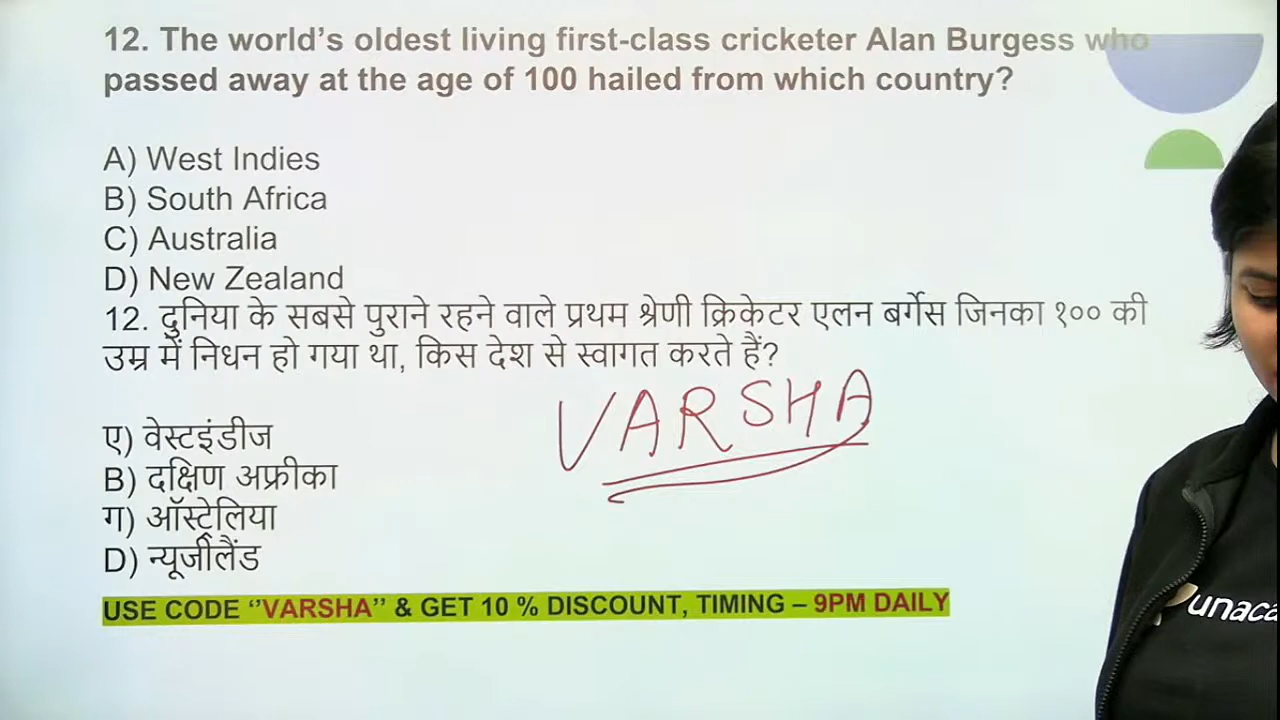 12. The world’s oldest living first-class cricketer Alan Burgess who
passed away at the age of 100 hailed from which country?
A) West Indies
B) South Africa
C) Australia
D) New Zealand
12. दुनिया के सबसे पुराने रहने वाले प्रथम श्रेणी क्रिकेटर एलन बर्गेस जिनका १०० की
उम्र में निधन हो गया था, किस देश से स्वागत करते हैं?
VARSHA
ए) वेस्टइंडीज
B) दक्षिण अफ्रीका
ग) ऑस्ट्रेलिया
D) न्यूजीलैंड
USE CODE “VARSHA” & GET 10 % DISCOUNT, TIMING – 9PM DAILY